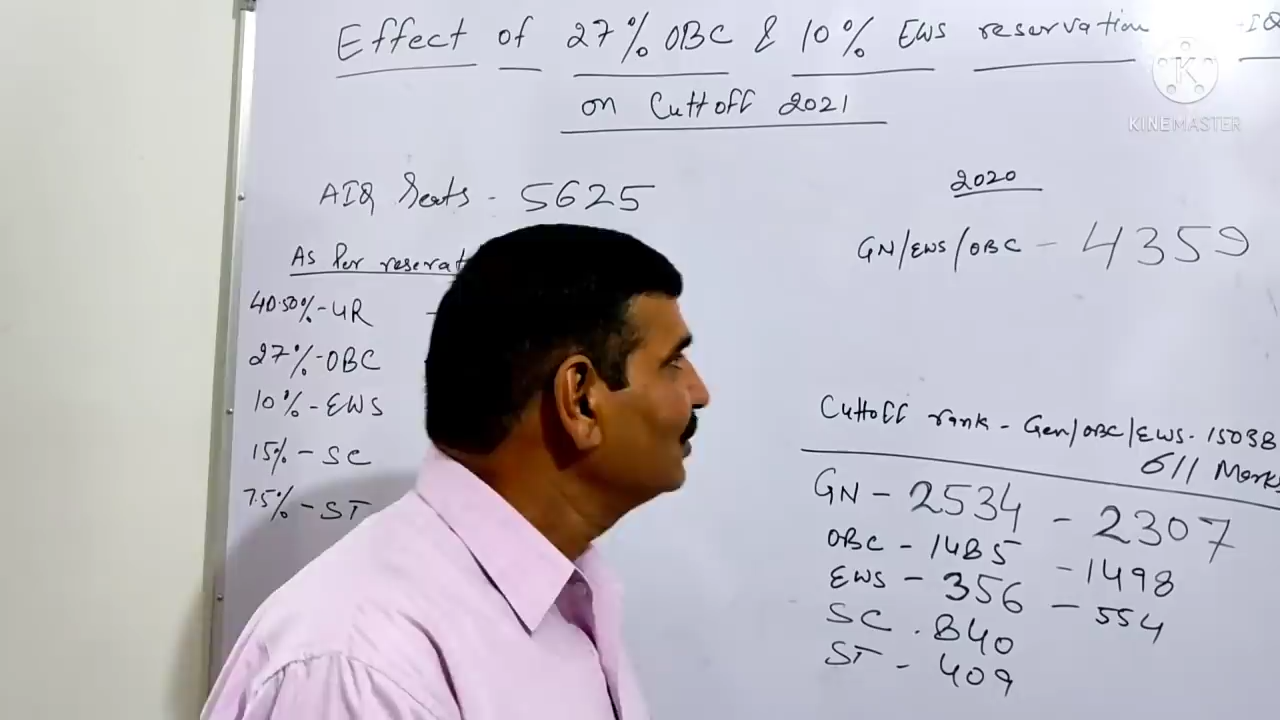 Effect of 27% OBC & 10% EWS reservation
on Cuttoff 2021
KINEMASTER
AIQ Seats - 5625
As Per reservat
40.50% - UR
27% - OBC
10% - EWS
15% - SC
7.5% - ST
2020
GN/EWS/OBC - 4359
Cuttoff rank - Gen/OBC/EWS. 15038
611 Marks
GN - 2534 - 2307
OBC - 1485 - 1498
EWS - 356 - 554
SC . 840
ST - 409